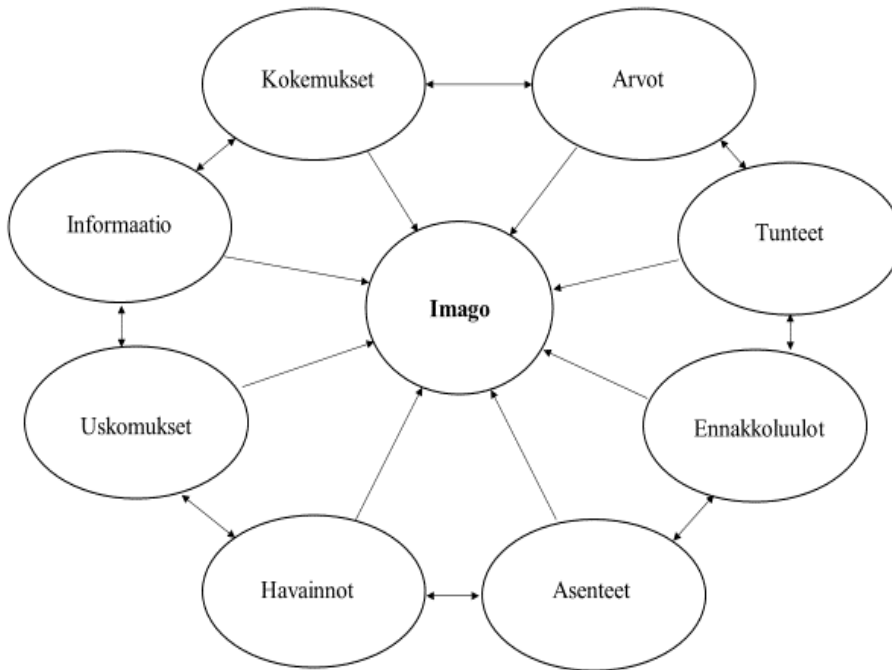 Kokemukset
Arvot
Informaatio
Tunteet
Imago
Uskomukset
Ennakkoluulot
Havainnot
Asenteet